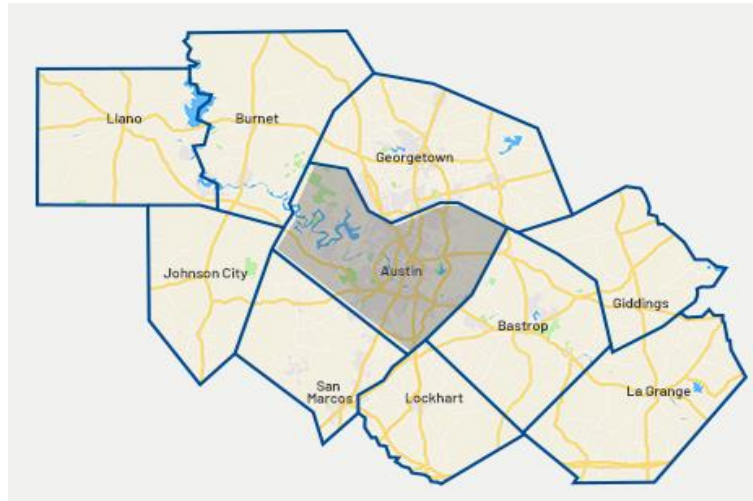 Llano
Burnet
Georgetown
Johnson City
Austin
Giddings
Bastrop
San
Marcos
Lockhart
La Grange